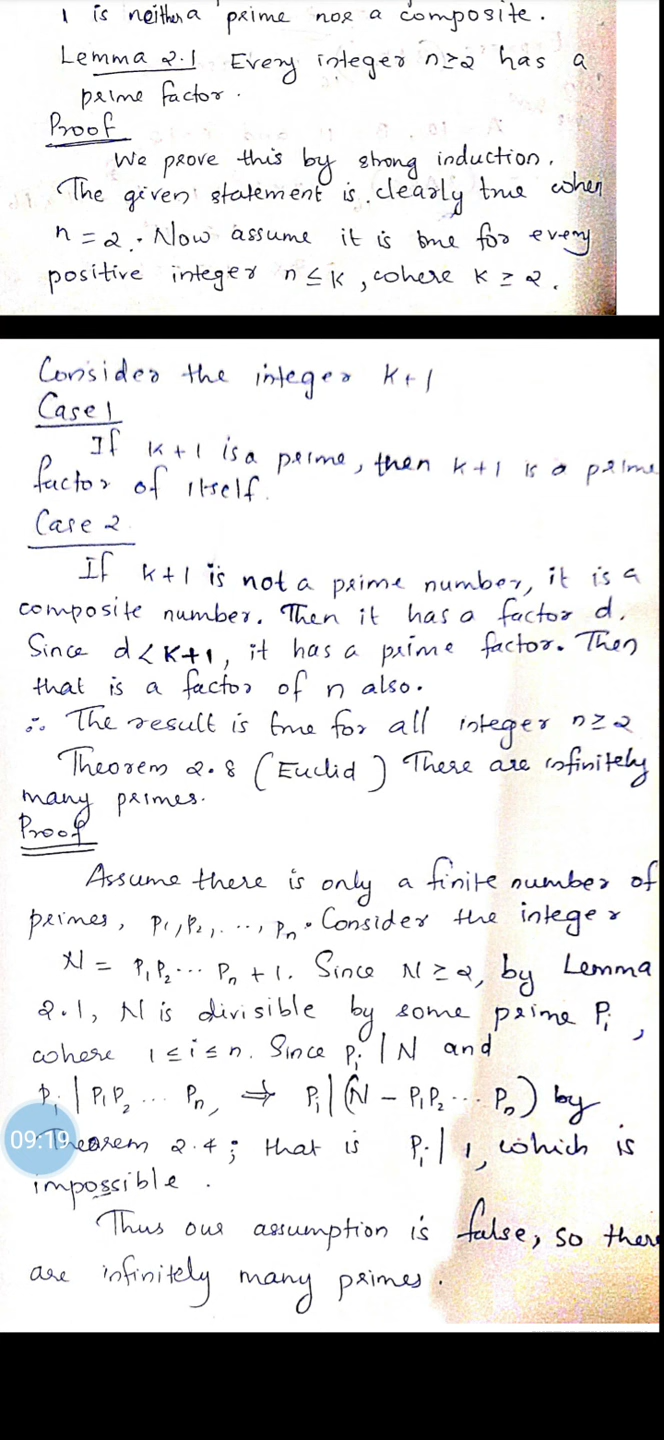 1 is neither a prime nor a composite.
Lemma 2.1 Every integer n≥2 has a
prime factor.
Proof
We prove this by strong induction.
The given statement is clearly true when
n = 2. Now assume it is true for every
positive integer n ≤ k, where k ≥ 2.
Consider the integer k+1
Case 1
If k+1 is a prime, then k+1 is a prime
factor of itself.
Case 2
If k+1 is not a prime number, it is a
composite number. Then it has a factor d.
Since d < k+1, it has a prime factor. Then
that is a factor of n also.
∴ The result is true for all integer n≥2
Theorem 2.8 (Euclid) There are infinitely
many primes.
Proof
Assume there is only a finite number of
primes, P₁, P₂, ..., Pₙ. Consider the integer
N = P₁P₂... Pₙ + 1. Since N ≥ 2, by Lemma
2.1, N is divisible by some prime Pᵢ,
where 1 ≤ i ≤ n. Since Pᵢ | N and
Pᵢ | P₁P₂ ... Pₙ, ⇒ Pᵢ | (N - P₁P₂... Pₙ) by
09:19 Theorem 2.4; that is Pᵢ | 1, which is
impossible.
Thus our assumption is false, so there
are infinitely many primes.